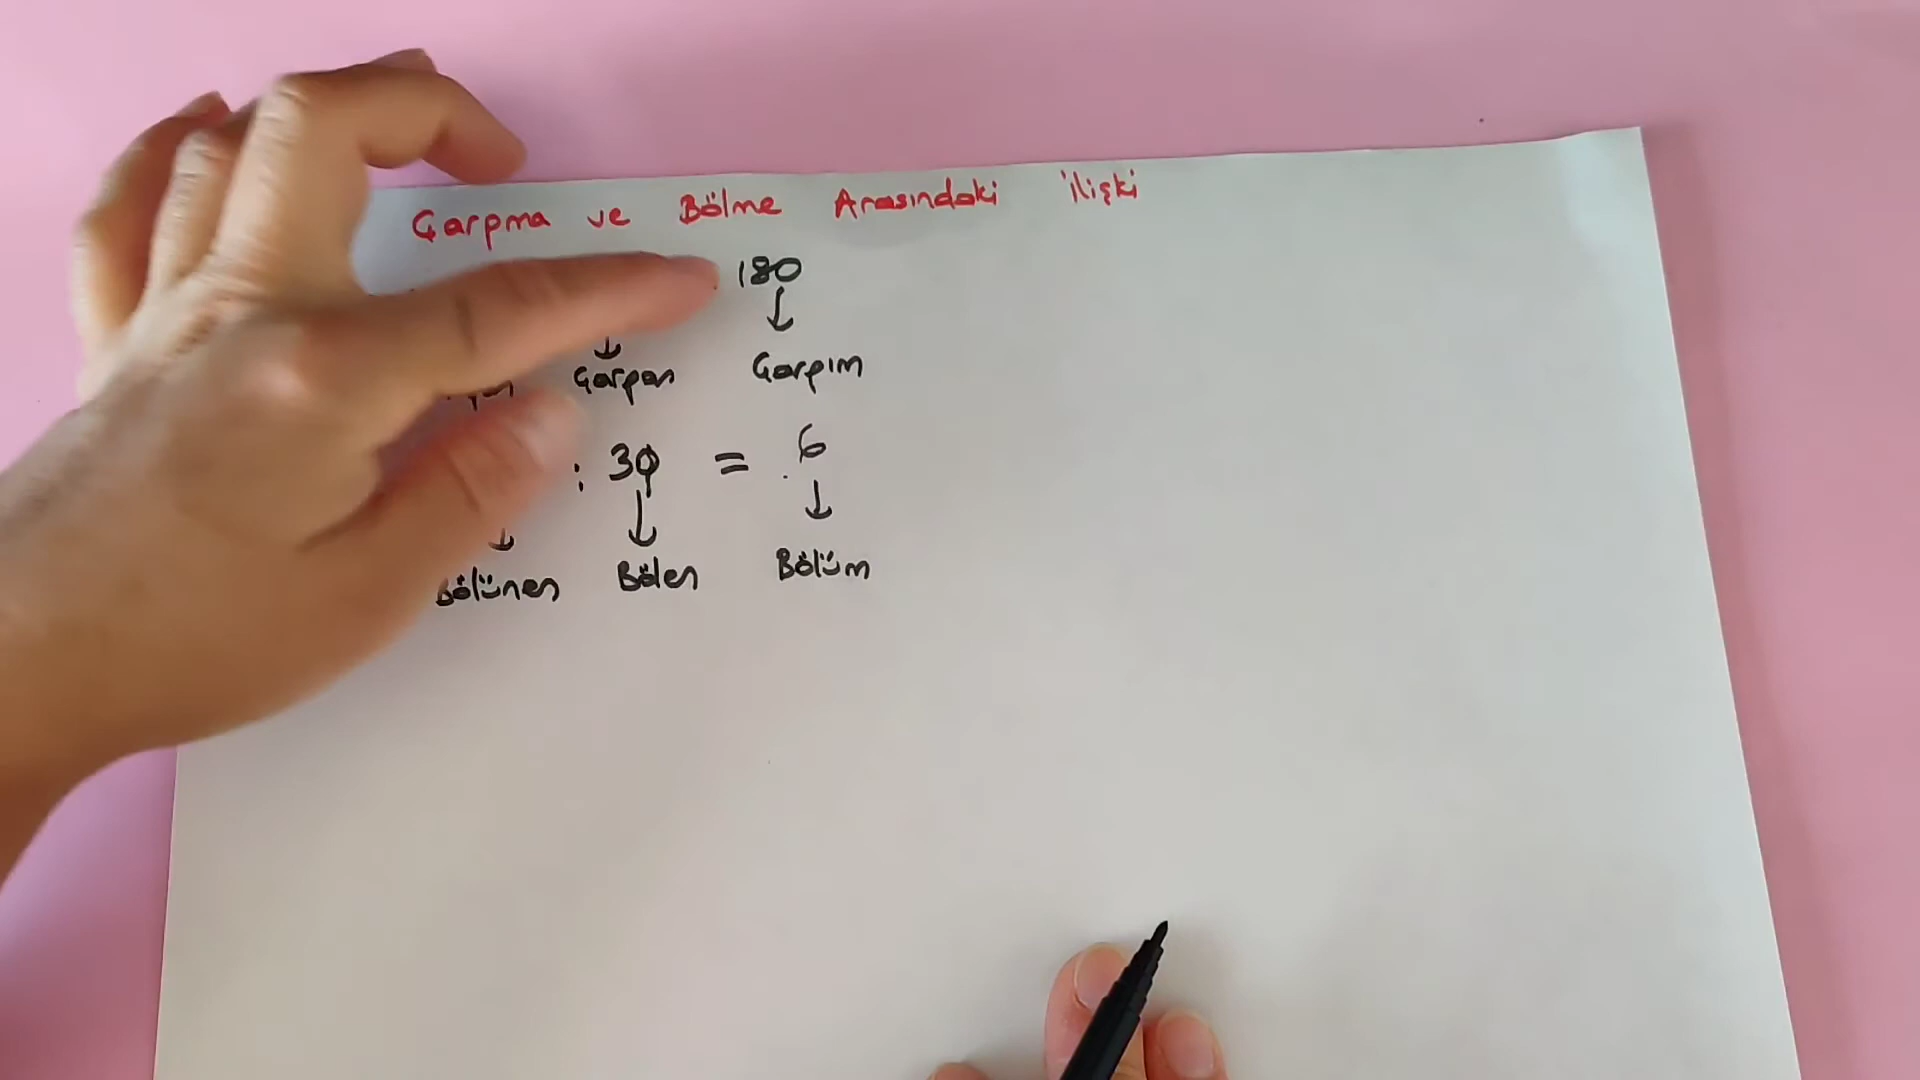 Çarpma ve Bölme Arasındaki İlişki
180
↓ ↓
Çarpan Çarpım
: 30 = 6
↓ ↓ ↓
Bölünen Bölen Bölüm